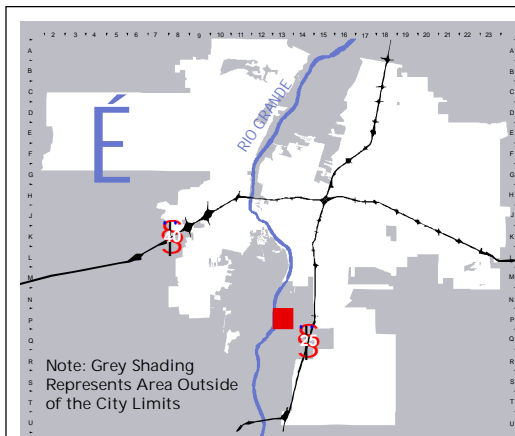 1 2 3 4 5 6 7 8 9 10 11 12 13 14 15 16 17 18 19 20 21 22 23
A A
B B
C C
D D
E E
F F
G G
H H
J J
K K
L L
M M
N N
P P
Q Q
R R
S S
T T
U U
É
RIO GRANDE
40
25
Note: Grey Shading
Represents Area Outside
of the City Limits